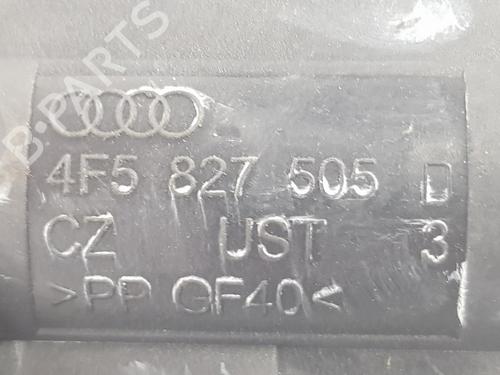 B-PARTS
4F5 827 505 D
CZ UST 3
>PP GF40<